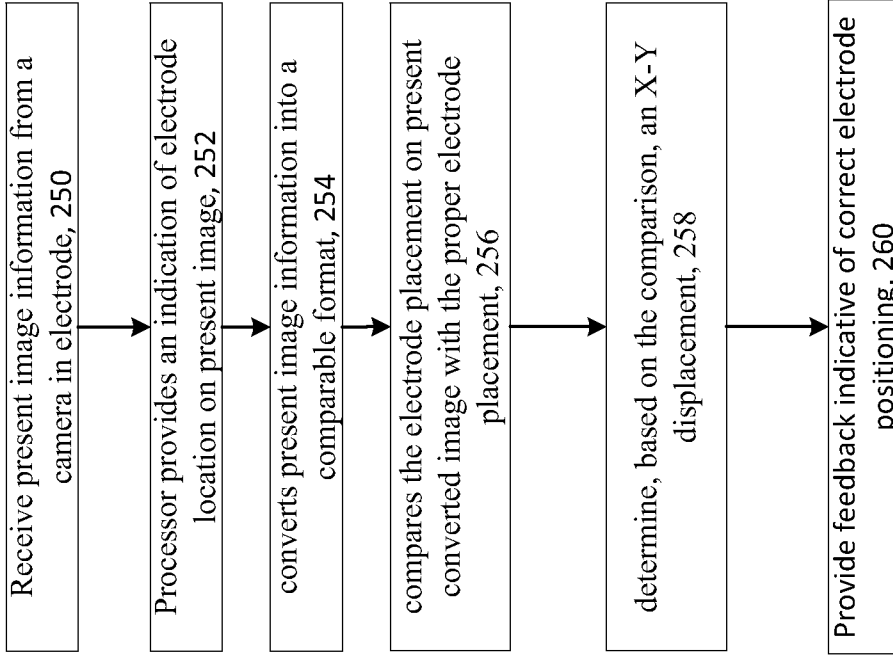 Receive present image information from a
camera in electrode, 250
Processor provides an indication of electrode
location on present image, 252
converts present image information into a
comparable format, 254
compares the electrode placement on present
converted image with the proper electrode
placement, 256
determine, based on the comparison, an X-Y
displacement, 258
Provide feedback indicative of correct electrode
positioning, 260